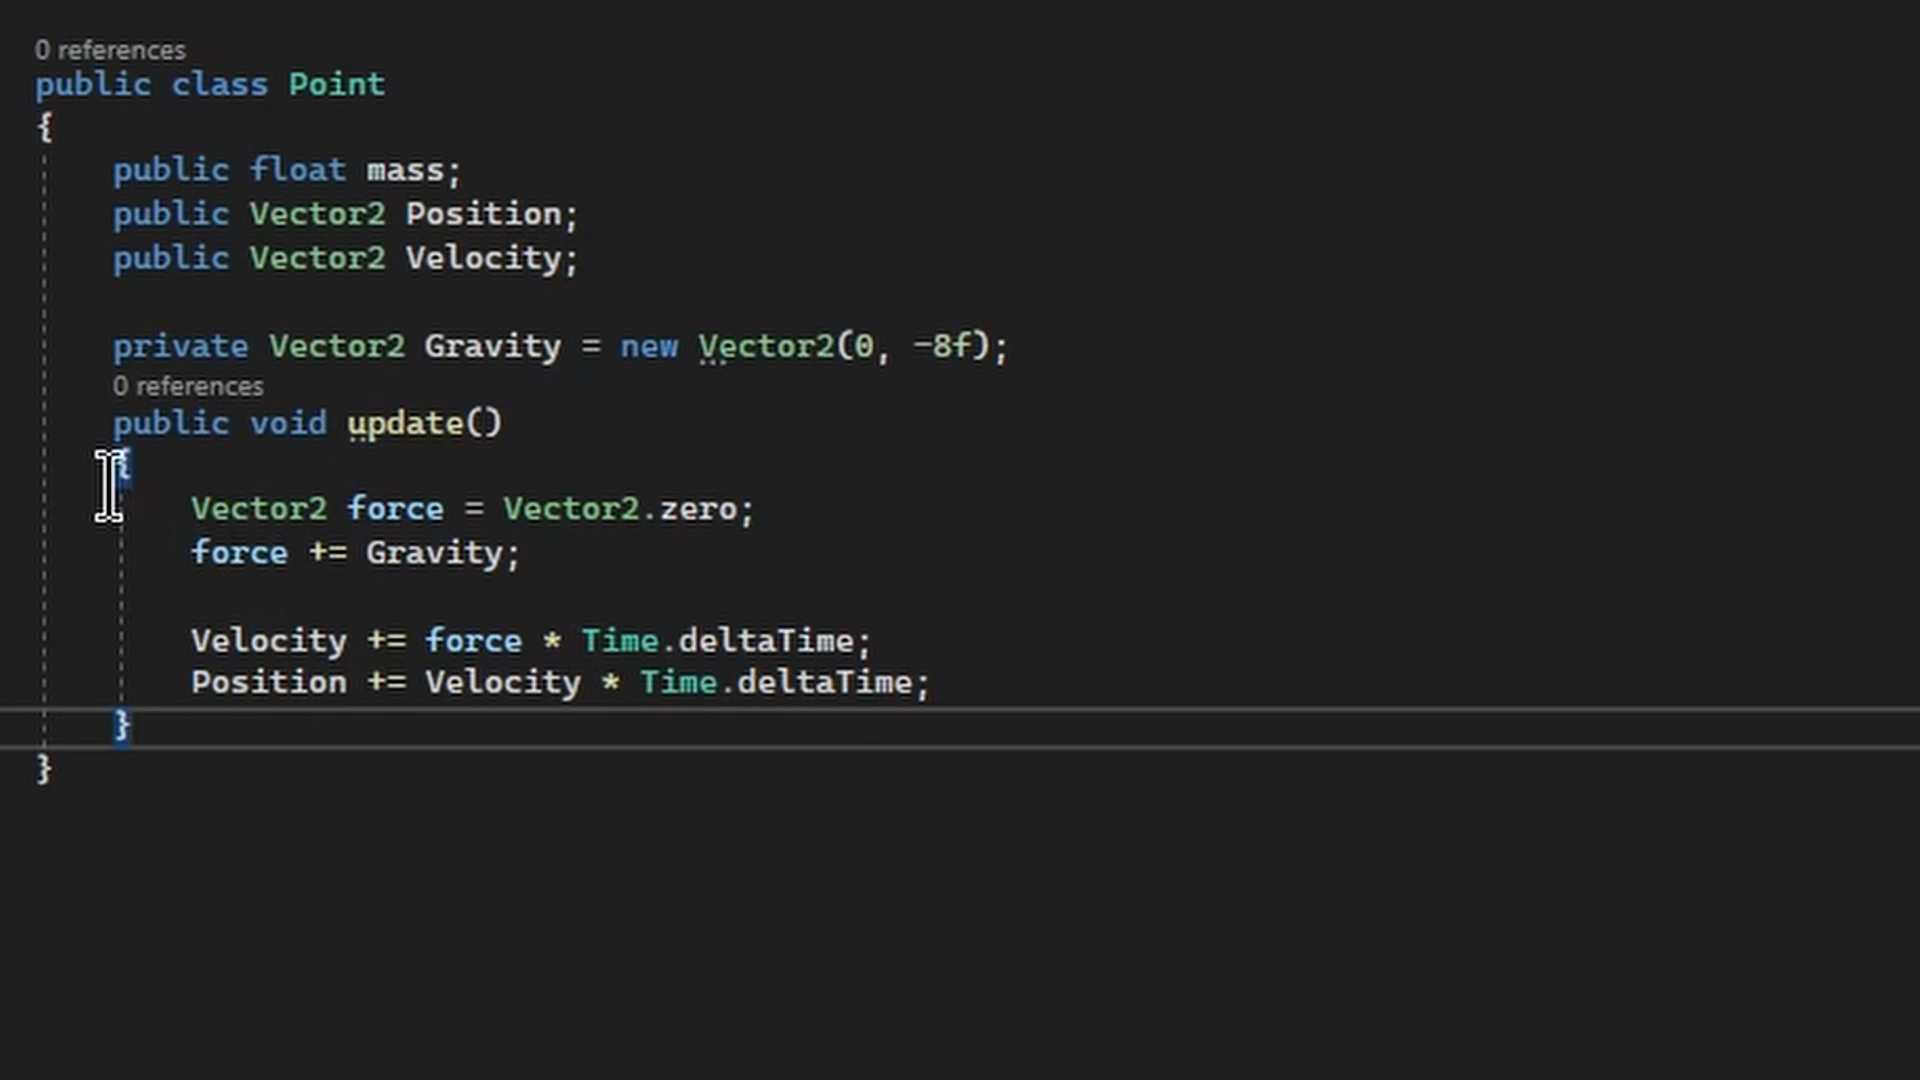 0 references
public class Point
{
public float mass;
public Vector2 Position;
public Vector2 Velocity;
private Vector2 Gravity = new Vector2(0, -8f);
0 references
public void update()
{
Vector2 force = Vector2.zero;
force += Gravity;
Velocity += force * Time.deltaTime;
Position += Velocity * Time.deltaTime;
}
}